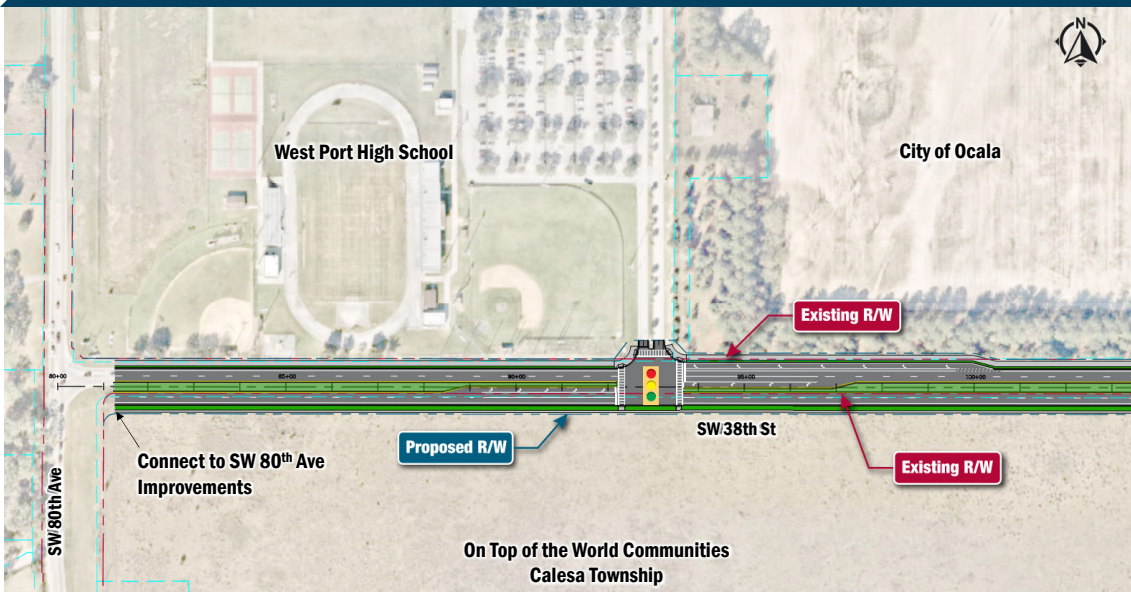 N
West Port High School
City of Ocala
Existing R/W
80+00
85+00
90+00
95+00
100+00
Proposed R/W
SW 38th St
Existing R/W
Connect to SW 80th Ave
Improvements
SW 80th Ave
On Top of the World Communities
Calesa Township